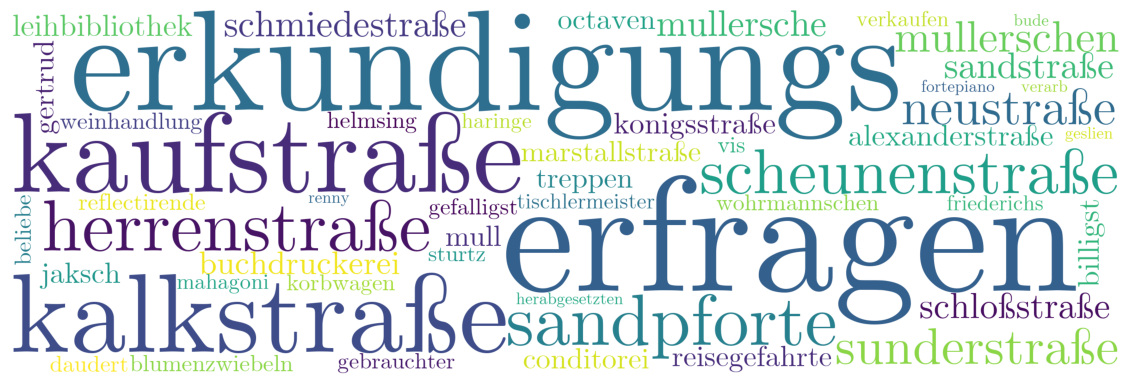 leihbibliothek schmiedestraße octaven mullersche verkaufen bude
erkundigungs mullerschen
gertrud sandstraße
fortepiano verarb
weinhandlung helmsing haringe konigsstraße neustraße
kaufstraße marstallstraße vis alexanderstraße geslien
treppen scheunenstraße
reflectirende renny gefalligst tischlermeister wohrmannschen friederichs
beliebe herrenstraße mull erfragen billigst
sturtz
jaksch buchdruckerei
mahagoni korbwagen
kalkstraße herabgesetzten sandpforte schloßstraße
daudert blumenzwiebeln gebrauchter conditorei reisegefahrte sunderstraße